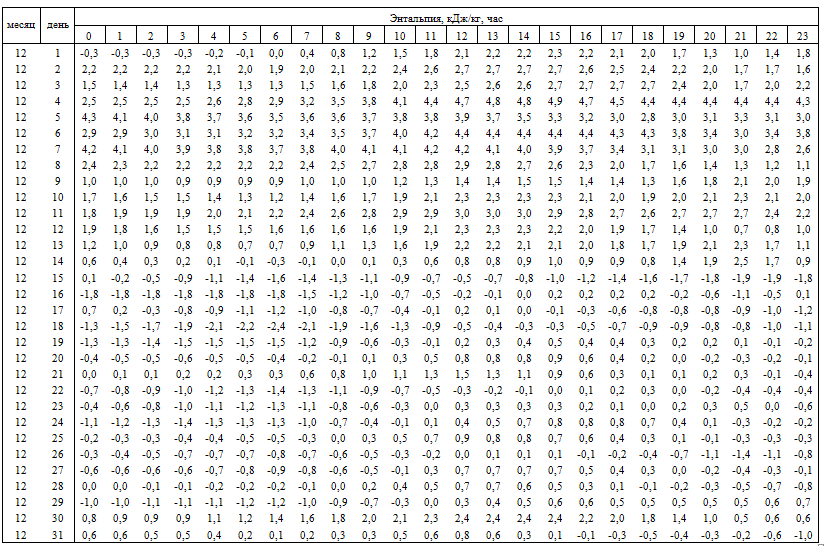 месяц день Энтальпия, кДж/кг, час
0 1 2 3 4 5 6 7 8 9 10 11 12 13 14 15 16 17 18 19 20 21 22 23
12 1 -0,3 -0,3 -0,3 -0,3 -0,2 -0,1 0,0 0,4 0,8 1,2 1,5 1,8 2,1 2,2 2,2 2,3 2,2 2,1 2,0 1,7 1,3 1,0 1,4 1,8
12 2 2,2 2,2 2,2 2,2 2,1 2,0 1,9 2,0 2,1 2,2 2,4 2,6 2,7 2,7 2,7 2,7 2,6 2,5 2,4 2,2 2,0 1,7 1,7 1,6
12 3 1,5 1,4 1,4 1,3 1,3 1,3 1,3 1,5 1,6 1,8 2,0 2,3 2,5 2,6 2,6 2,7 2,7 2,7 2,7 2,4 2,0 1,7 2,0 2,2
12 4 2,5 2,5 2,5 2,5 2,6 2,8 2,9 3,2 3,5 3,8 4,1 4,4 4,7 4,8 4,8 4,9 4,7 4,5 4,4 4,4 4,4 4,4 4,4 4,3
12 5 4,3 4,1 4,0 3,8 3,7 3,6 3,5 3,6 3,6 3,7 3,8 3,8 3,9 3,7 3,5 3,3 3,2 3,0 2,8 3,0 3,1 3,3 3,1 3,0
12 6 2,9 2,9 3,0 3,1 3,1 3,2 3,2 3,4 3,5 3,7 4,0 4,2 4,4 4,4 4,4 4,4 4,4 4,3 4,3 3,8 3,4 3,0 3,4 3,8
12 7 4,2 4,1 4,0 3,9 3,8 3,8 3,7 3,8 4,0 4,1 4,1 4,2 4,2 4,1 4,0 3,9 3,7 3,4 3,1 3,1 3,0 3,0 2,8 2,6
12 8 2,4 2,3 2,2 2,2 2,2 2,2 2,2 2,4 2,5 2,7 2,8 2,8 2,9 2,8 2,7 2,6 2,3 2,0 1,7 1,6 1,4 1,3 1,2 1,1
12 9 1,0 1,0 1,0 0,9 0,9 0,9 0,9 1,0 1,0 1,0 1,2 1,3 1,4 1,4 1,5 1,5 1,4 1,4 1,3 1,6 1,8 2,1 2,0 1,9
12 10 1,7 1,6 1,5 1,5 1,4 1,3 1,2 1,4 1,6 1,7 1,9 2,1 2,3 2,3 2,3 2,3 2,1 2,0 1,9 2,0 2,1 2,3 2,1 2,0
12 11 1,8 1,9 1,9 1,9 2,0 2,1 2,2 2,4 2,6 2,8 2,9 2,9 3,0 3,0 3,0 2,9 2,8 2,7 2,6 2,7 2,7 2,7 2,4 2,2
12 12 1,9 1,8 1,6 1,5 1,5 1,5 1,6 1,6 1,6 1,6 1,9 2,1 2,3 2,3 2,3 2,2 2,0 1,9 1,7 1,4 1,0 0,7 0,8 1,0
12 13 1,2 1,0 0,9 0,8 0,8 0,7 0,7 0,9 1,1 1,3 1,6 1,9 2,2 2,2 2,1 2,1 2,0 1,8 1,7 1,9 2,1 2,3 1,7 1,1
12 14 0,6 0,4 0,3 0,2 0,1 -0,1 -0,3 -0,1 0,0 0,1 0,3 0,6 0,8 0,8 0,9 1,0 0,9 0,9 0,8 1,4 1,9 2,5 1,7 0,9
12 15 0,1 -0,2 -0,5 -0,9 -1,1 -1,4 -1,6 -1,4 -1,3 -1,1 -0,9 -0,7 -0,5 -0,7 -0,8 -1,0 -1,2 -1,4 -1,6 -1,7 -1,8 -1,9 -1,9 -1,8
12 16 -1,8 -1,8 -1,8 -1,8 -1,8 -1,8 -1,8 -1,5 -1,2 -1,0 -0,7 -0,5 -0,2 -0,1 0,0 0,2 0,2 0,2 0,2 -0,2 -0,6 -1,1 -0,5 0,1
12 17 0,7 0,2 -0,3 -0,8 -0,9 -1,1 -1,2 -1,0 -0,8 -0,7 -0,4 -0,1 0,2 0,1 0,0 -0,1 -0,3 -0,6 -0,8 -0,8 -0,8 -0,9 -1,0 -1,2
12 18 -1,3 -1,5 -1,7 -1,9 -2,1 -2,2 -2,4 -2,1 -1,9 -1,6 -1,3 -0,9 -0,5 -0,4 -0,3 -0,3 -0,5 -0,7 -0,9 -0,9 -0,8 -0,8 -1,0 -1,1
12 19 -1,3 -1,3 -1,4 -1,5 -1,5 -1,5 -1,5 -1,2 -0,9 -0,6 -0,3 -0,1 0,2 0,3 0,4 0,5 0,4 0,4 0,3 0,2 0,2 0,1 -0,1 -0,2
12 20 -0,4 -0,5 -0,5 -0,6 -0,5 -0,5 -0,4 -0,2 -0,1 0,1 0,3 0,5 0,8 0,8 0,8 0,9 0,6 0,4 0,2 0,0 -0,2 -0,3 -0,2 -0,1
12 21 0,0 0,1 0,1 0,2 0,2 0,3 0,3 0,6 0,8 1,0 1,1 1,3 1,5 1,3 1,1 0,9 0,6 0,3 0,1 0,1 0,2 0,3 -0,1 -0,4
12 22 -0,7 -0,8 -0,9 -1,0 -1,2 -1,3 -1,4 -1,3 -1,1 -0,9 -0,7 -0,5 -0,3 -0,2 -0,1 0,0 0,1 0,2 0,3 0,0 -0,2 -0,4 -0,4 -0,4
12 23 -0,4 -0,6 -0,8 -1,0 -1,1 -1,2 -1,3 -1,1 -0,8 -0,6 -0,3 0,0 0,3 0,3 0,3 0,3 0,2 0,1 0,0 0,2 0,3 0,5 0,0 -0,6
12 24 -1,1 -1,2 -1,3 -1,4 -1,3 -1,3 -1,3 -1,0 -0,7 -0,4 -0,1 0,1 0,4 0,5 0,7 0,8 0,8 0,8 0,7 0,4 0,1 -0,3 -0,2 -0,2
12 25 -0,2 -0,3 -0,3 -0,4 -0,4 -0,5 -0,5 -0,3 0,0 0,3 0,5 0,7 0,9 0,8 0,8 0,7 0,6 0,4 0,3 0,1 -0,1 -0,3 -0,3 -0,3
12 26 -0,3 -0,4 -0,5 -0,7 -0,7 -0,7 -0,8 -0,7 -0,6 -0,5 -0,3 -0,2 0,0 0,1 0,1 0,1 -0,1 -0,2 -0,4 -0,7 -1,1 -1,4 -1,1 -0,8
12 27 -0,6 -0,6 -0,6 -0,6 -0,7 -0,8 -0,9 -0,8 -0,6 -0,5 -0,1 0,3 0,7 0,7 0,7 0,7 0,5 0,4 0,3 0,0 -0,2 -0,4 -0,3 -0,1
12 28 0,0 0,0 -0,1 -0,1 -0,2 -0,2 -0,2 -0,1 0,0 0,2 0,4 0,5 0,7 0,7 0,6 0,5 0,3 0,1 -0,1 -0,2 -0,3 -0,5 -0,7 -0,8
12 29 -1,0 -1,0 -1,1 -1,1 -1,1 -1,2 -1,2 -1,0 -0,9 -0,7 -0,3 0,0 0,3 0,4 0,5 0,6 0,6 0,5 0,5 0,5 0,5 0,5 0,6 0,7
12 30 0,8 0,9 0,9 0,9 1,1 1,2 1,4 1,6 1,8 2,0 2,1 2,3 2,4 2,4 2,4 2,4 2,2 2,0 1,8 1,4 1,0 0,5 0,6 0,6
12 31 0,6 0,6 0,5 0,5 0,4 0,2 0,1 0,2 0,3 0,3 0,5 0,6 0,8 0,6 0,3 0,1 -0,1 -0,3 -0,5 -0,4 -0,3 -0,2 -0,6 -1,0